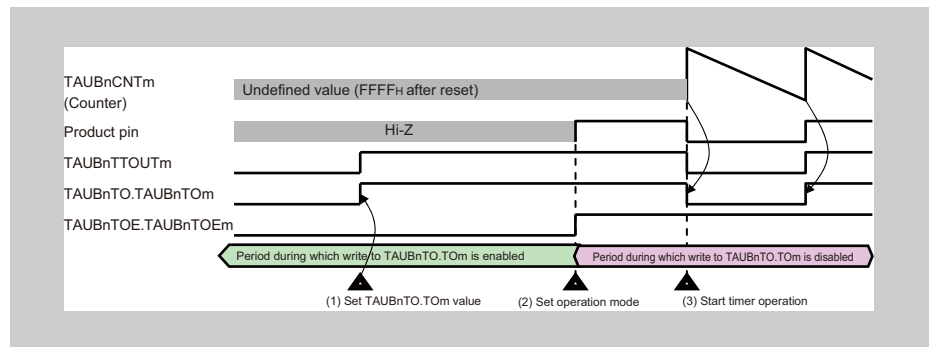 TAUBnCNTm
(Counter)
Undefined value (FFFFH after reset)
Product pin
Hi-Z
TAUBnTTOUTm
TAUBnTO.TAUBnTOm
TAUBnTOE.TAUBnTOEm
Period during which write to TAUBnTO.TOm is enabled
Period during which write to TAUBnTO.TOm is disabled
(1) Set TAUBnTO.TOm value
(2) Set operation mode
(3) Start timer operation